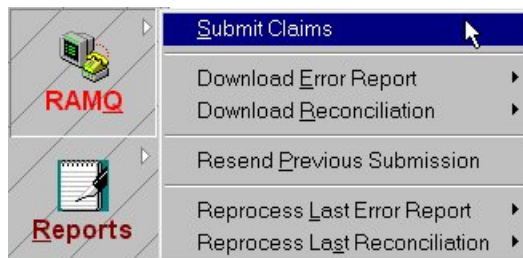 RAMQ
Reports
Submit Claims
Download Error Report
Download Reconciliation
Resend Previous Submission
Reprocess Last Error Report
Reprocess Last Reconciliation